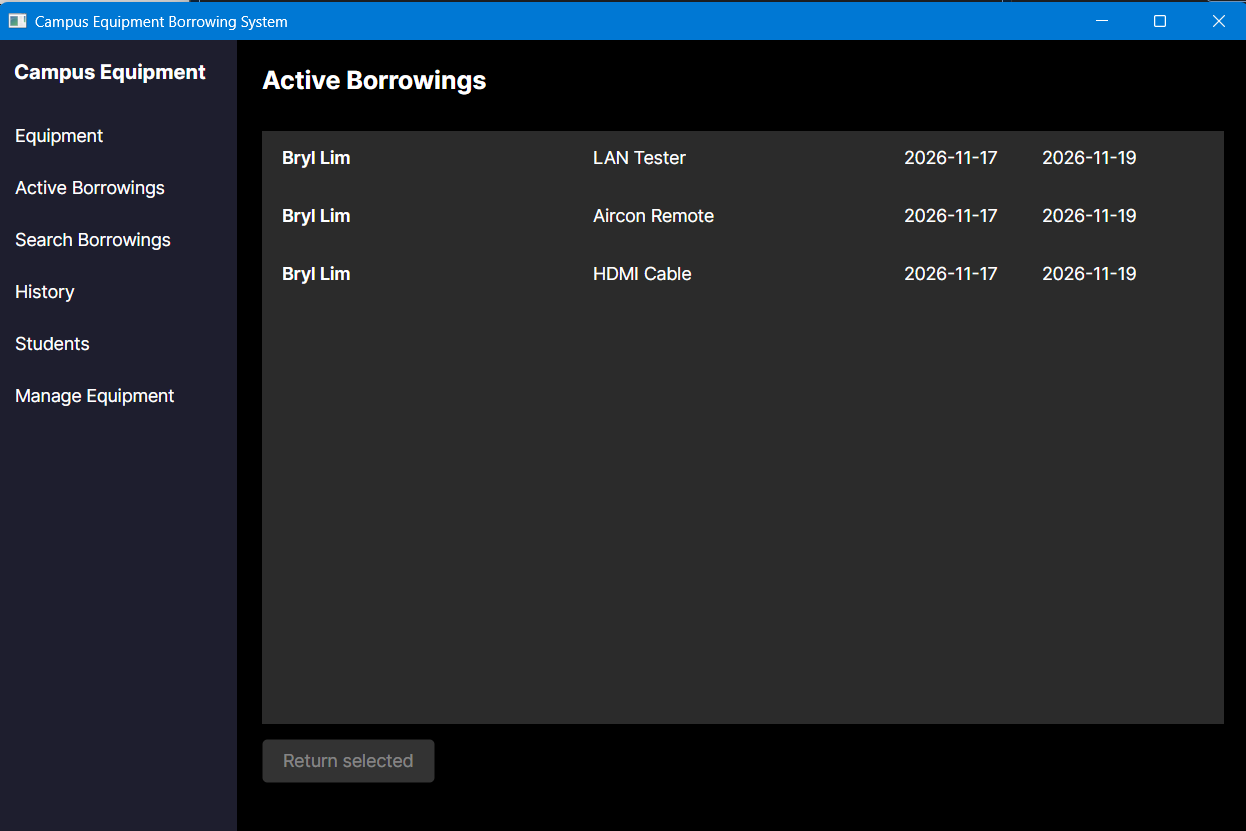 Campus Equipment Borrowing System
Campus Equipment
Equipment
Active Borrowings
Search Borrowings
History
Students
Manage Equipment
Active Borrowings
Bryl Lim LAN Tester 2026-11-17 2026-11-19
Bryl Lim Aircon Remote 2026-11-17 2026-11-19
Bryl Lim HDMI Cable 2026-11-17 2026-11-19
Return selected